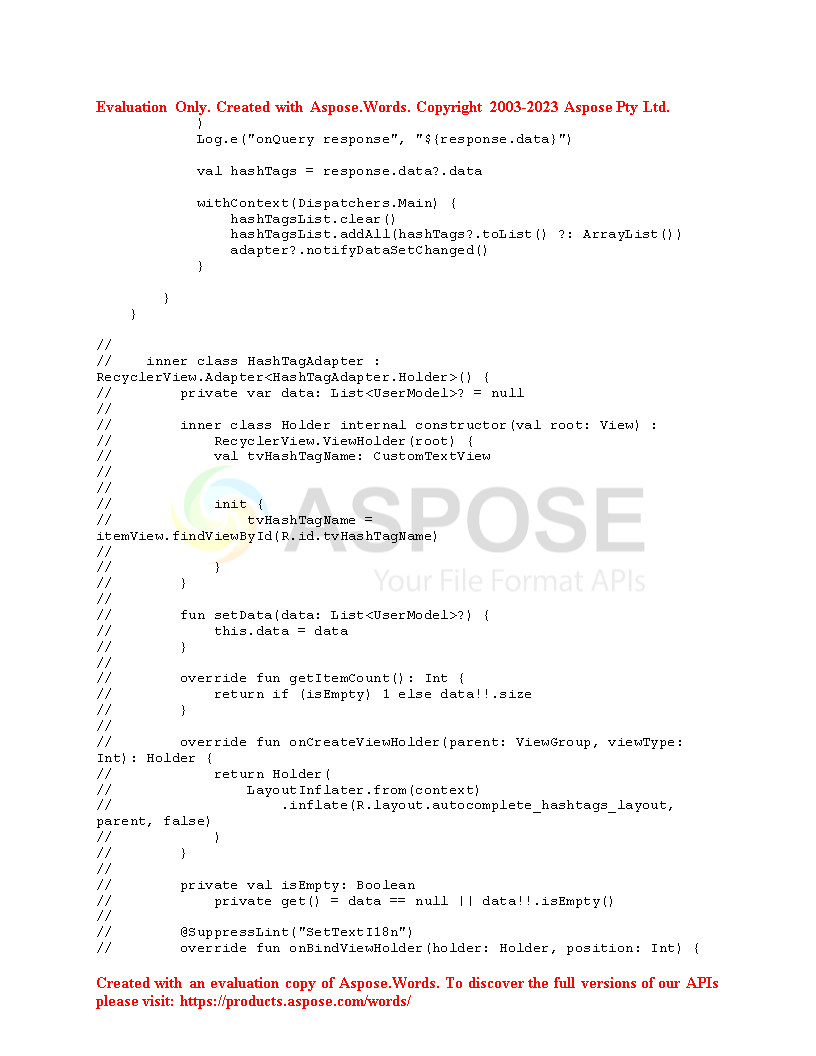 Evaluation Only. Created with Aspose.Words. Copyright 2003-2023 Aspose Pty Ltd.
            )
            Log.e("onQuery response", "${response.data}")

            val hashTags = response.data?.data

            withContext(Dispatchers.Main) {
                hashTagsList.clear()
                hashTagsList.addAll(hashTags?.toList() ?: ArrayList())
                adapter?.notifyDataSetChanged()
            }

        }
    }

//
//    inner class HashTagAdapter :
RecyclerView.Adapter<HashTagAdapter.Holder>() {
//        private var data: List<UserModel>? = null
//
//        inner class Holder internal constructor(val root: View) :
//            RecyclerView.ViewHolder(root) {
//            val tvHashTagName: CustomTextView
//
//
//            init {
//                tvHashTagName =
itemView.findViewById(R.id.tvHashTagName)
//
//            }
//        }
//
//        fun setData(data: List<UserModel>?) {
//            this.data = data
//        }
//
//        override fun getItemCount(): Int {
//            return if (isEmpty) 1 else data!!.size
//        }
//
//        override fun onCreateViewHolder(parent: ViewGroup, viewType:
Int): Holder {
//            return Holder(
//                LayoutInflater.from(context)
//                    .inflate(R.layout.autocomplete_hashtags_layout,
parent, false)
//            )
//        }
//
//        private val isEmpty: Boolean
//            private get() = data == null || data!!.isEmpty()
//
//        @SuppressLint("SetTextI18n")
//        override fun onBindViewHolder(holder: Holder, position: Int) {
ASPOSE
Your File Format APIs
Created with an evaluation copy of Aspose.Words. To discover the full versions of our APIs
please visit: https://products.aspose.com/words/